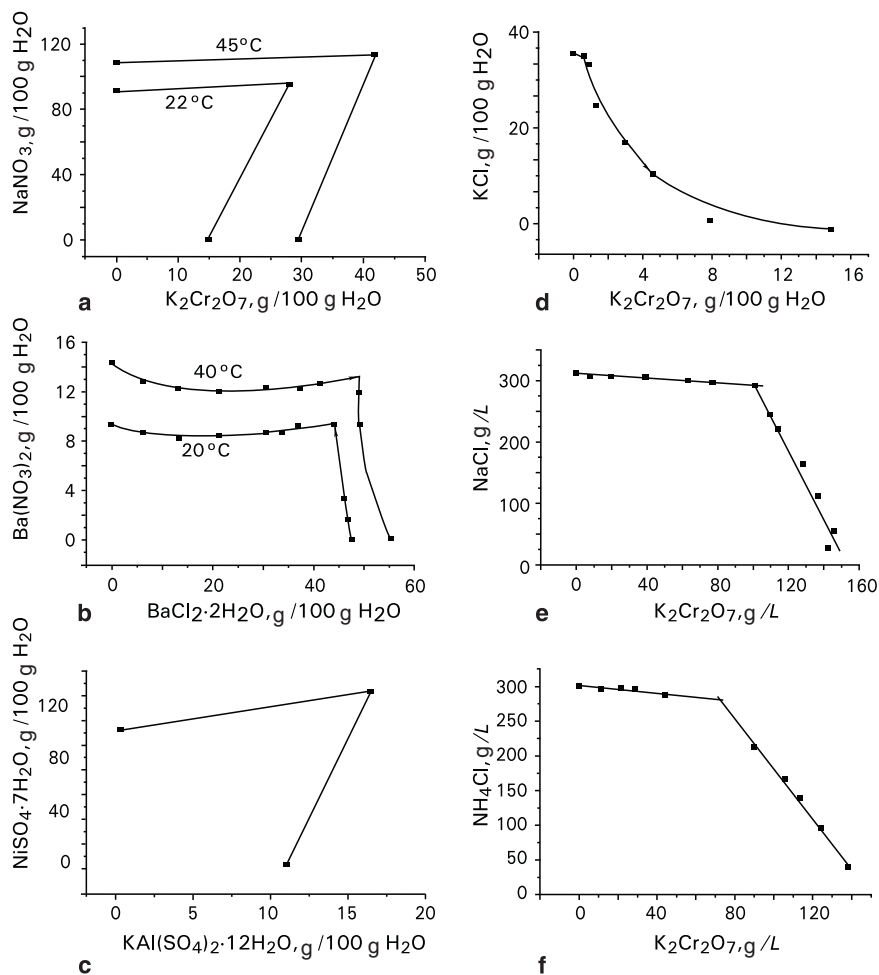 NaNO3, g/100 g H2O
120
80
40
0
45°C
22°C
0 10 20 30 40 50
a K2Cr2O7, g/100 g H2O
KCl, g/100 g H2O
40
20
0
0 4 8 12 16
d K2Cr2O7, g/100 g H2O
Ba(NO3)2, g/100 g H2O
16
12
8
4
0
40°C
20°C
0 20 40 60
b BaCl2·2H2O, g/100 g H2O
NaCl, g/L
300
200
100
0
0 40 80 120 160
e K2Cr2O7, g/L
NiSO4·7H2O, g/100 g H2O
120
80
40
0
0 5 10 15 20
c KAl(SO4)2·12H2O, g/100 g H2O
NH4Cl, g/L
300
250
200
150
100
50
0
0 40 80 120
f K2Cr2O7, g/L